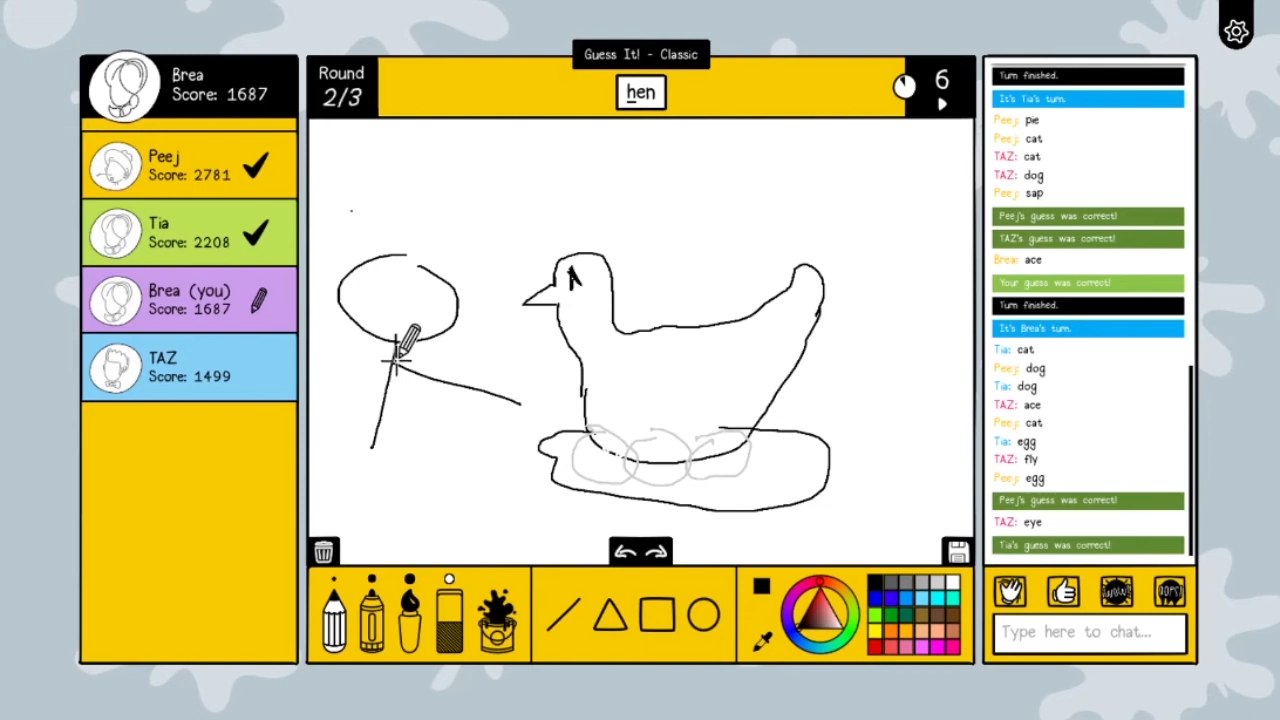 Guess It! - Classic
Brea
Score: 1687
Round
2/3
hen
6
Peej
Score: 2781
Tia
Score: 2208
Brea (you)
Score: 1687
TAZ
Score: 1499
Turn finished.
It's Tia's turn.
Peej: pie
Peej: cat
TAZ: cat
TAZ: dog
Peej: sap
Peej's guess was correct!
TAZ's guess was correct!
Brea: ace
Your guess was correct!
Turn finished.
It's Brea's turn.
Tia: cat
Peej: dog
Tia: dog
TAZ: ace
Peej: cat
Tia: egg
TAZ: fly
Peej: egg
Peej's guess was correct!
TAZ: eye
Tia's guess was correct!
WOW!
OOPS!
Type here to chat...